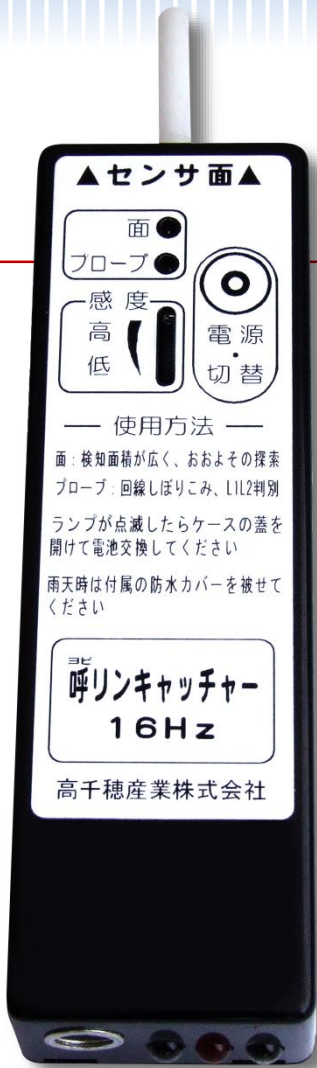 ▲センサ面▲
面
プローブ
感度
高
低
電源
・
切替
使用方法
面：検知面積が広く、おおよその探索
プローブ：回線しぼりこみ、L1L2判別
ランプが点滅したらケースの蓋を
開けて電池交換してください
雨天時は付属の防水カバーを被せて
ください
ヨビ
呼リンキャッチャー
16Hz
高千穂産業株式会社